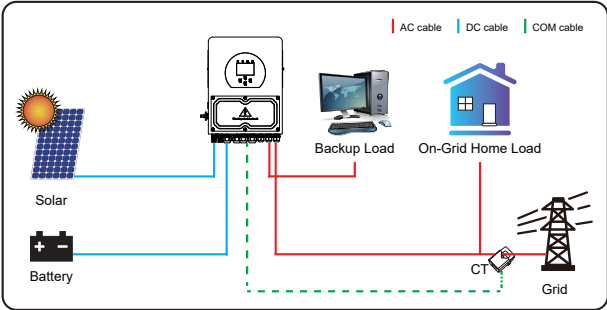 AC cable
DC cable
COM cable
Backup Load
On-Grid Home Load
Solar
Battery
CT
Grid